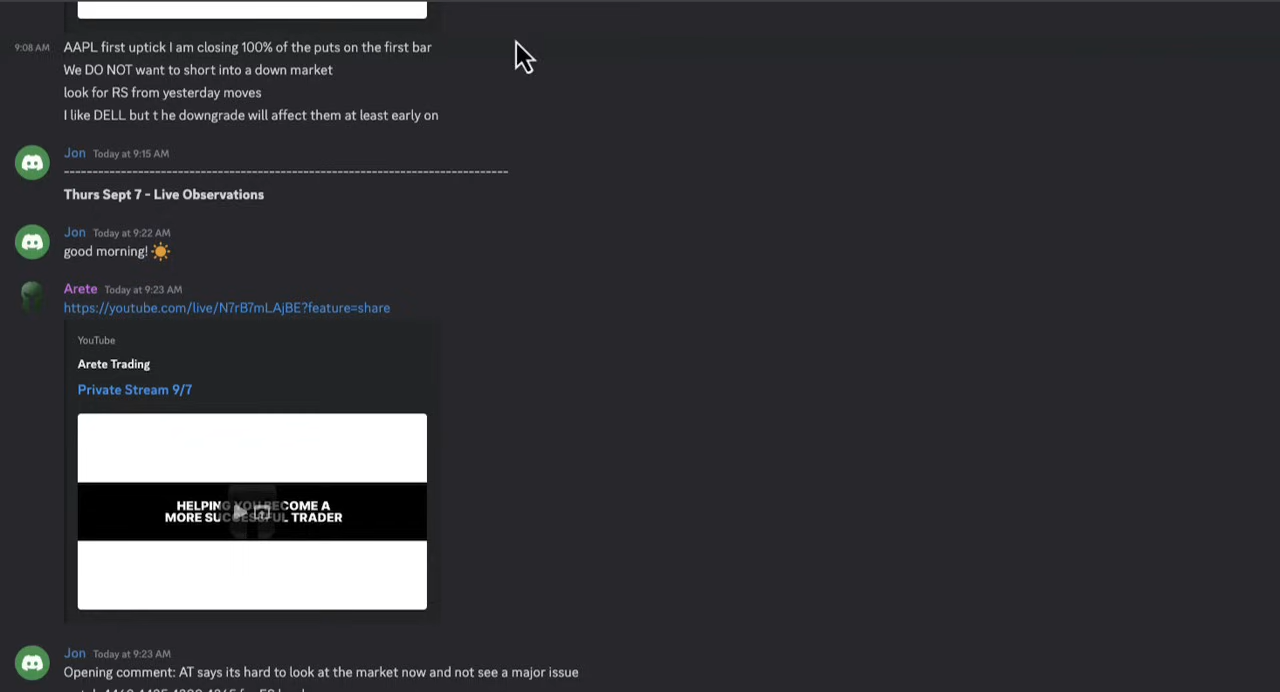 9:08 AM AAPL first uptick I am closing 100% of the puts on the first bar
We DO NOT want to short into a down market
look for RS from yesterday moves
I like DELL but t he downgrade will affect them at least early on
Jon Today at 9:15 AM
------------------------------------------------------------------------------
Thurs Sept 7 - Live Observations
Jon Today at 9:22 AM
good morning!☀️
Arete Today at 9:23 AM
https://youtube.com/live/N7rB7mLAjBE?feature=share
YouTube
Arete Trading
Private Stream 9/7
HELPING YOU BECOME A
MORE SUCCESSFUL TRADER
Jon Today at 9:23 AM
Opening comment: AT says its hard to look at the market now and not see a major issue